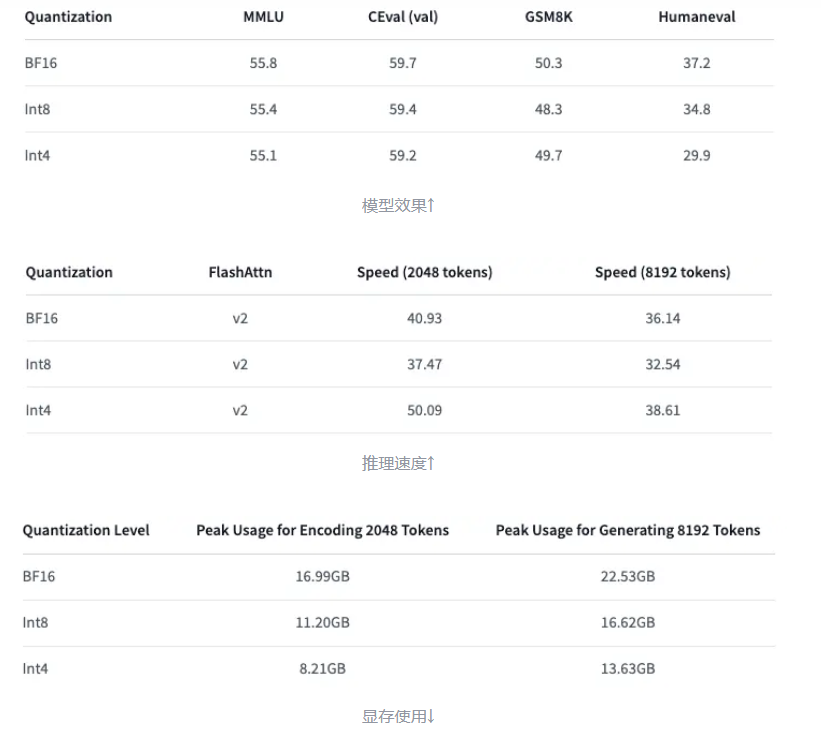 Quantization MMLU CEval (val) GSM8K Humaneval
BF16 55.8 59.7 50.3 37.2
Int8 55.4 59.4 48.3 34.8
Int4 55.1 59.2 49.7 29.9
模型效果↑
Quantization FlashAttn Speed (2048 tokens) Speed (8192 tokens)
BF16 v2 40.93 36.14
Int8 v2 37.47 32.54
Int4 v2 50.09 38.61
推理速度↑
Quantization Level Peak Usage for Encoding 2048 Tokens Peak Usage for Generating 8192 Tokens
BF16 16.99GB 22.53GB
Int8 11.20GB 16.62GB
Int4 8.21GB 13.63GB
显存使用↓